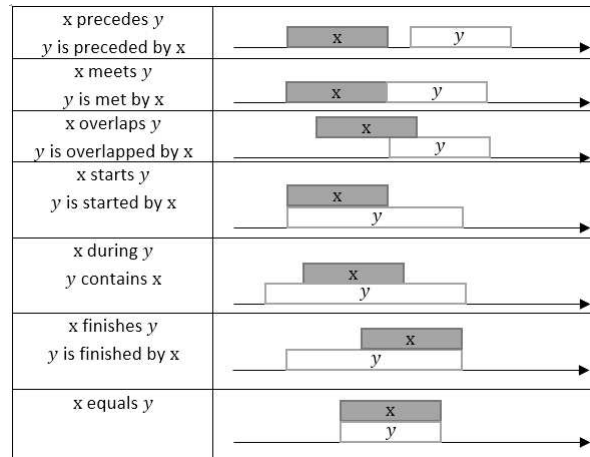 x precedes y
y is preceded by x
x y
x meets y
y is met by x
x y
x overlaps y
y is overlapped by x
x
y
x starts y
y is started by x
x
y
x during y
y contains x
x
y
x finishes y
y is finished by x
x
y
x equals y
x
y